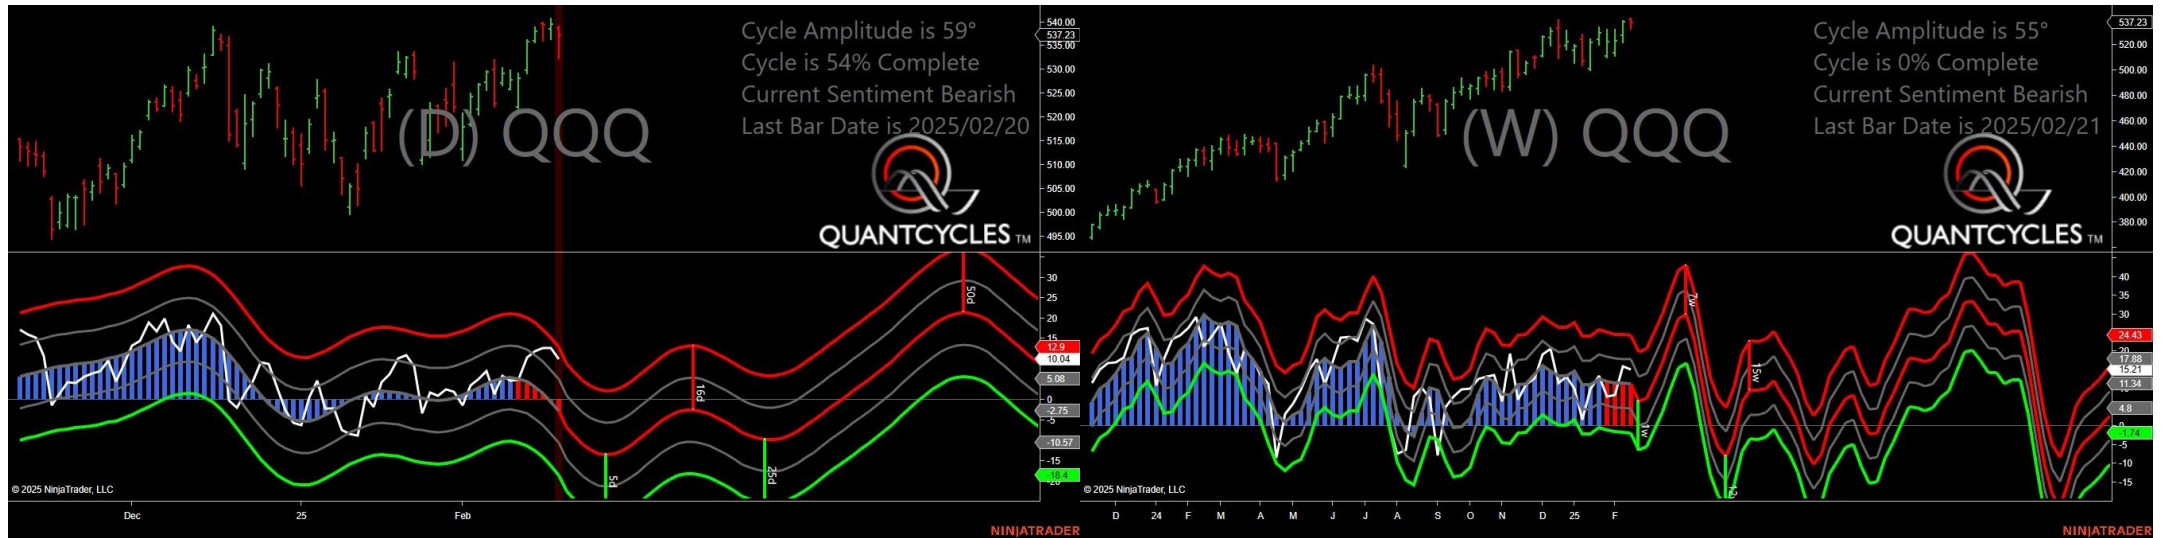 Cycle Amplitude is 59°
Cycle is 54% Complete
Current Sentiment Bearish
Last Bar Date is 2025/02/20
(D) QQQ
QUANTCYCLES TM
540.00
537.23
535.00
530.00
525.00
520.00
515.00
510.00
505.00
500.00
495.00
30
25
20
15
12.9
10.04
5.08
0
-2.75
-5
-10.57
-15
-18.4
-20
50d
16d
5d
25d
© 2025 NinjaTrader, LLC
Dec
25
Feb
NINJATRADER
Cycle Amplitude is 55°
Cycle is 0% Complete
Current Sentiment Bearish
Last Bar Date is 2025/02/21
(W) QQQ
QUANTCYCLES TM
537.23
520.00
500.00
480.00
460.00
440.00
420.00
400.00
380.00
40
35
30
24.43
20
17.88
15.21
11.34
4.8
0
-1.74
-5
-10
-15
7w
15w
1w
© 2025 NinjaTrader, LLC
D 24 F M A M J J A S O N D 25 F
NINJATRADER